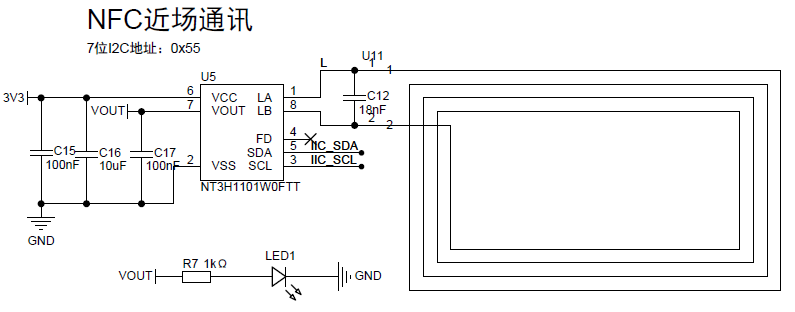 NFC近场通讯
7位I2C地址：0x55
U11
L
1
1
U5
3V3
6
VCC
LA
1
C12
18nF
VOUT
7
VOUT
LB
8
2
2
C15
100nF
C16
10uF
C17
100nF
FD
4
SDA
5
IIC_SDA
2
VSS
SCL
3
IIC_SCL
NT3H1101W0FTT
GND
VOUT
R7 1kΩ
LED1
GND